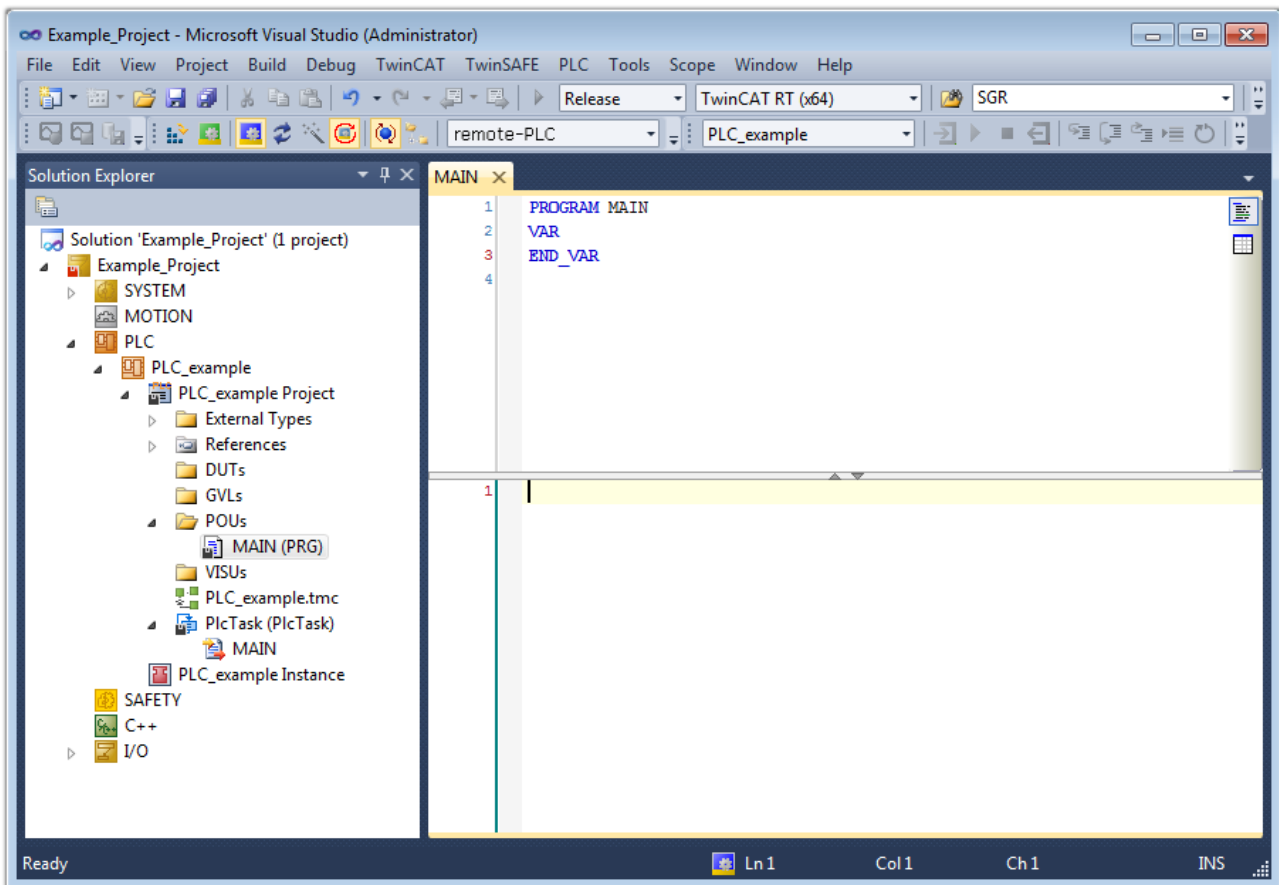 Example_Project - Microsoft Visual Studio (Administrator)
File Edit View Project Build Debug TwinCAT TwinSAFE PLC Tools Scope Window Help
Release TwinCAT RT (x64) SGR
remote-PLC PLC_example
Solution Explorer
MAIN
Solution 'Example_Project' (1 project)
Example_Project
SYSTEM
MOTION
PLC
PLC_example
PLC_example Project
External Types
References
DUTs
GVLs
POUs
MAIN (PRG)
VISUs
PLC_example.tmc
PlcTask (PlcTask)
MAIN
PLC_example Instance
SAFETY
C++
I/O
1 PROGRAM MAIN
2 VAR
3 END_VAR
4
1
Ready Ln 1 Col 1 Ch 1 INS